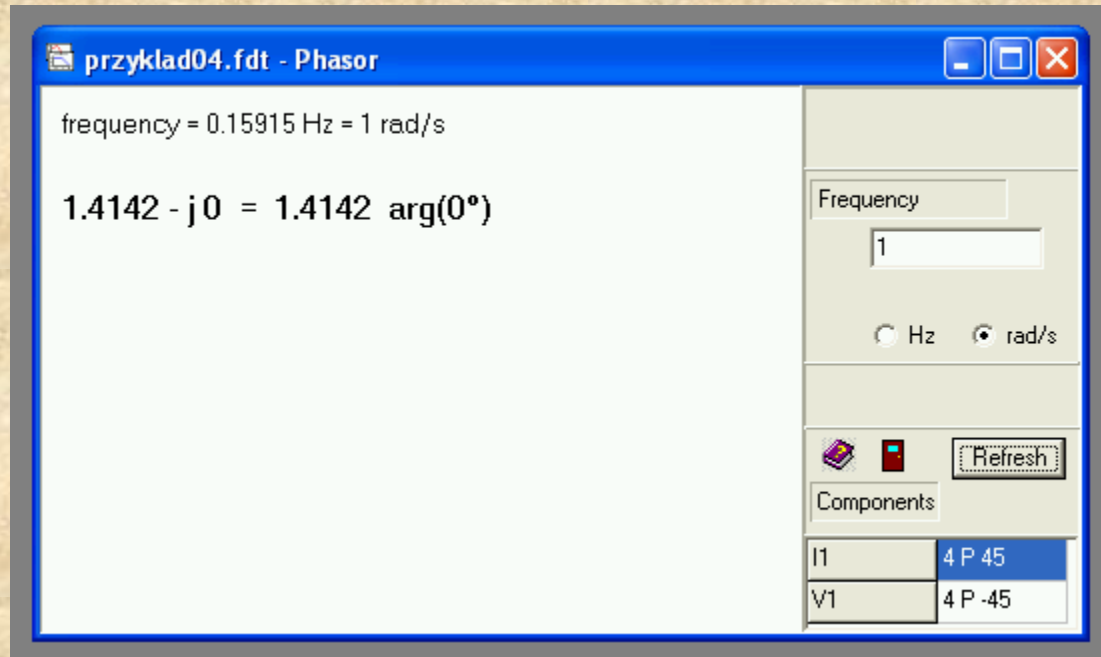 przyklad04.fdt - Phasor
frequency = 0.15915 Hz = 1 rad/s
1.4142 - j 0 = 1.4142 arg(0°)
Frequency
1
Hz rad/s
Refresh
Components
I1 4 P 45
V1 4 P -45